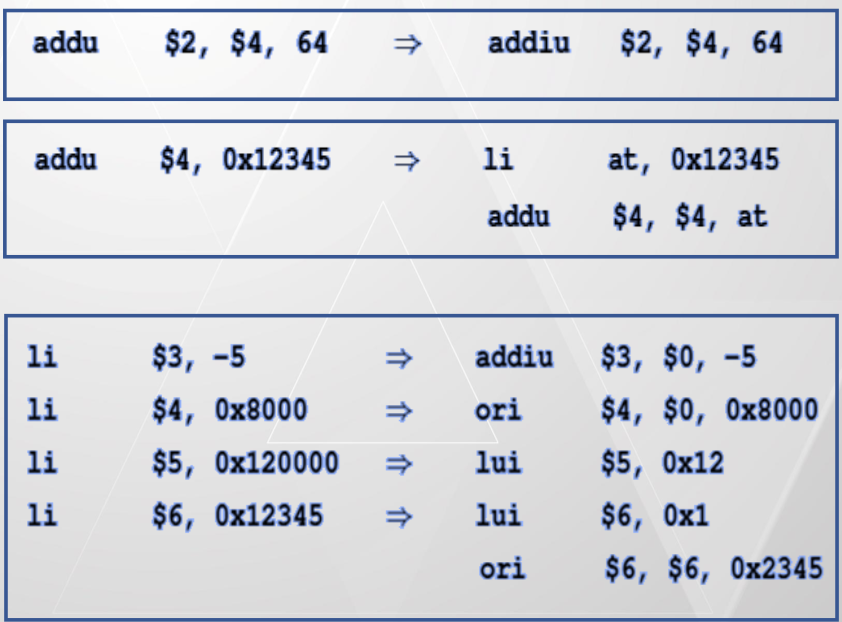 addu $2, $4, 64 ⇒ addiu $2, $4, 64
addu $4, 0x12345 ⇒ li at, 0x12345
addu $4, $4, at
li $3, −5 ⇒ addiu $3, $0, −5
li $4, 0x8000 ⇒ ori $4, $0, 0x8000
li $5, 0x120000 ⇒ lui $5, 0x12
li $6, 0x12345 ⇒ lui $6, 0x1
ori $6, $6, 0x2345